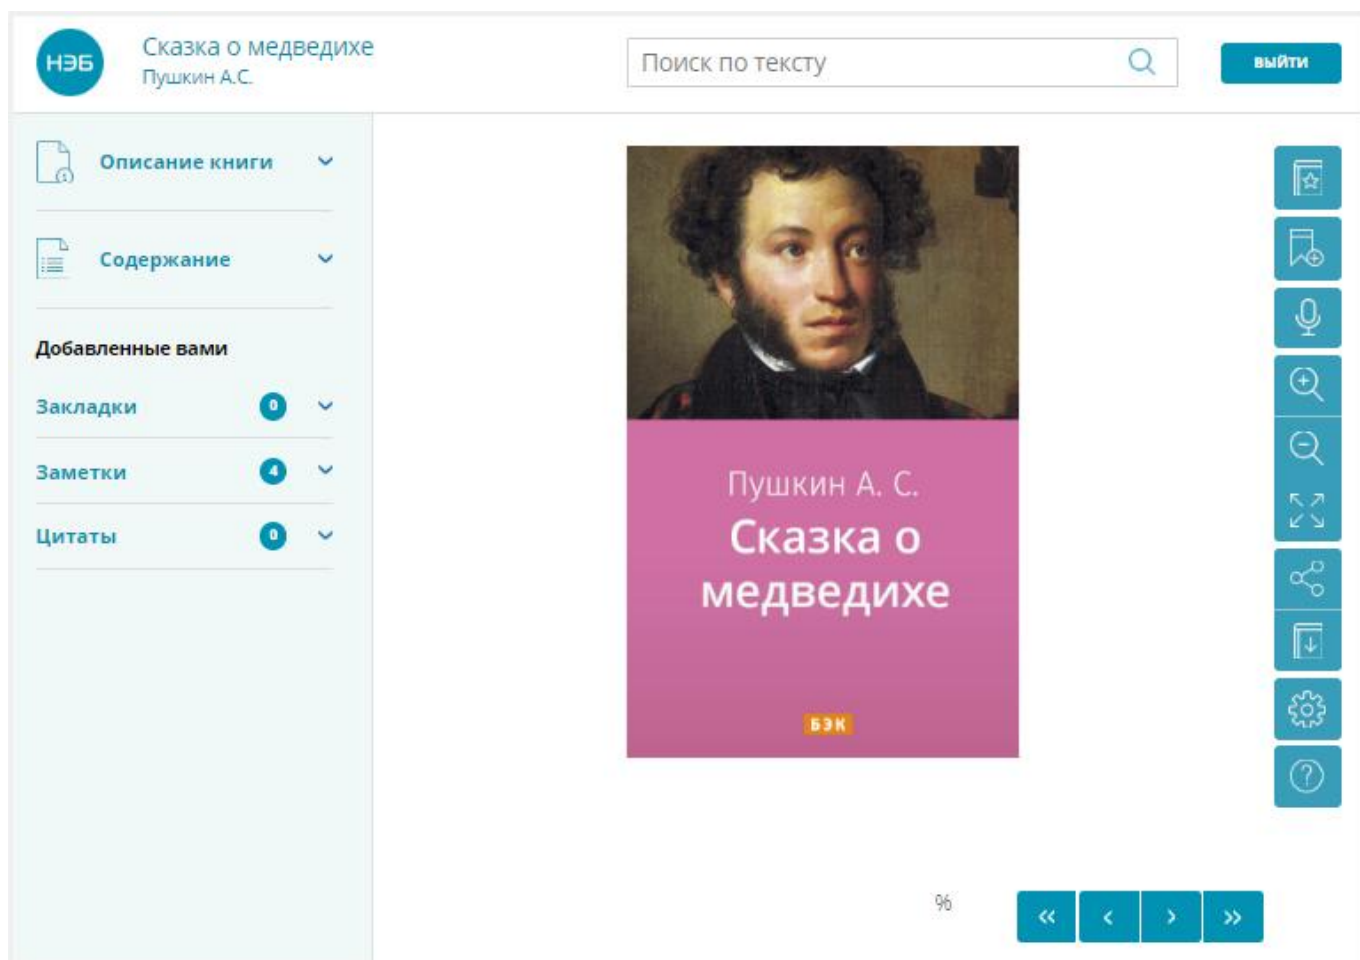 НЭБ
Сказка о медведихе
Пушкин А.С.
Поиск по тексту
ВЫЙТИ
Описание книги
Содержание
Добавленные вами
Закладки 0
Заметки 4
Цитаты 0
Пушкин А. С.
Сказка о
медведихе
БЭК
%